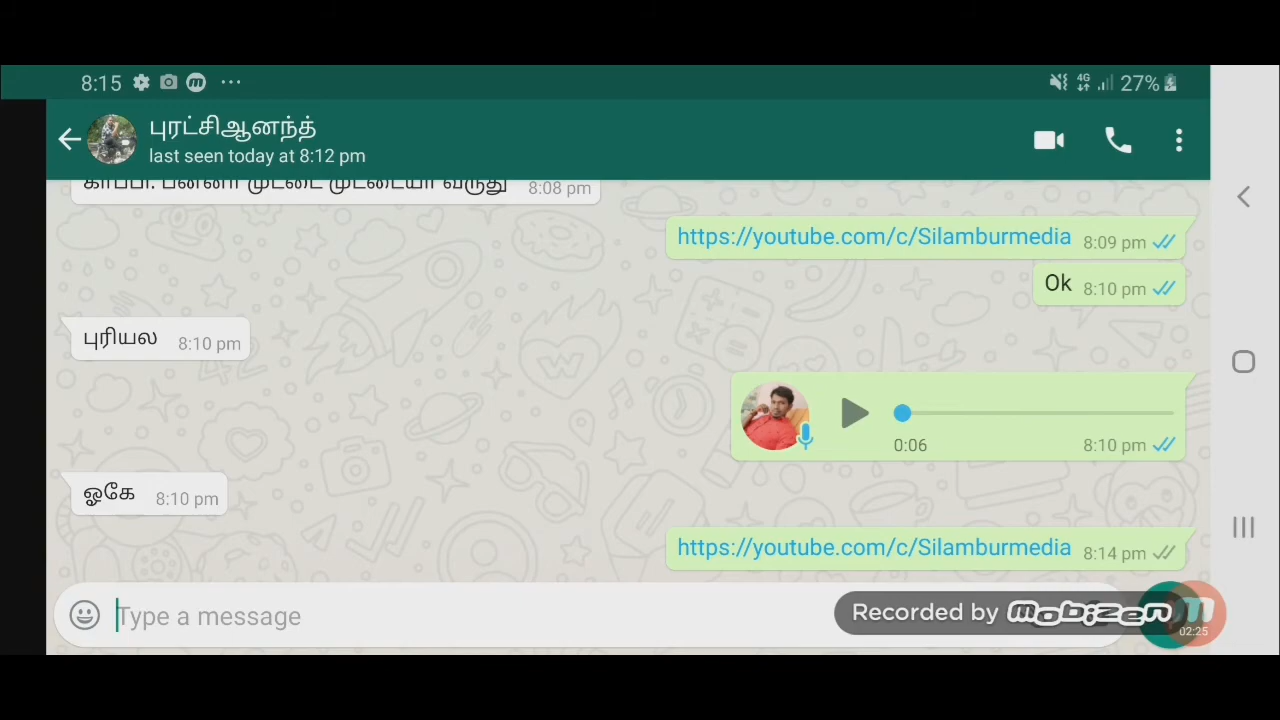 8:15
27%
புரட்சிஆனந்த்
last seen today at 8:12 pm
காப்பி. பண்ணா முட்டை முட்டையா வருது 8:08 pm
https://youtube.com/c/Silamburmedia 8:09 pm
Ok 8:10 pm
புரியல 8:10 pm
0:06 8:10 pm
ஓகே 8:10 pm
https://youtube.com/c/Silamburmedia 8:14 pm
Type a message
Recorded by mobizen
02:25